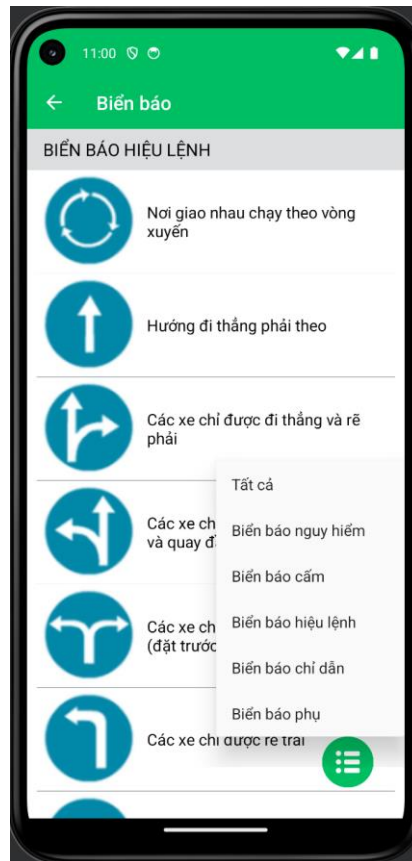 11:00
Biển báo
BIỂN BÁO HIỆU LỆNH
Nơi giao nhau chạy theo vòng
xuyến
Hướng đi thẳng phải theo
Các xe chỉ được đi thẳng và rẽ
phải
Các xe ch
và quay
Các xe ch
(đặt trước
Các xe chỉ được rẽ trái
Tất cả
Biển báo nguy hiểm
Biển báo cấm
Biển báo hiệu lệnh
Biển báo chỉ dẫn
Biển báo phụ